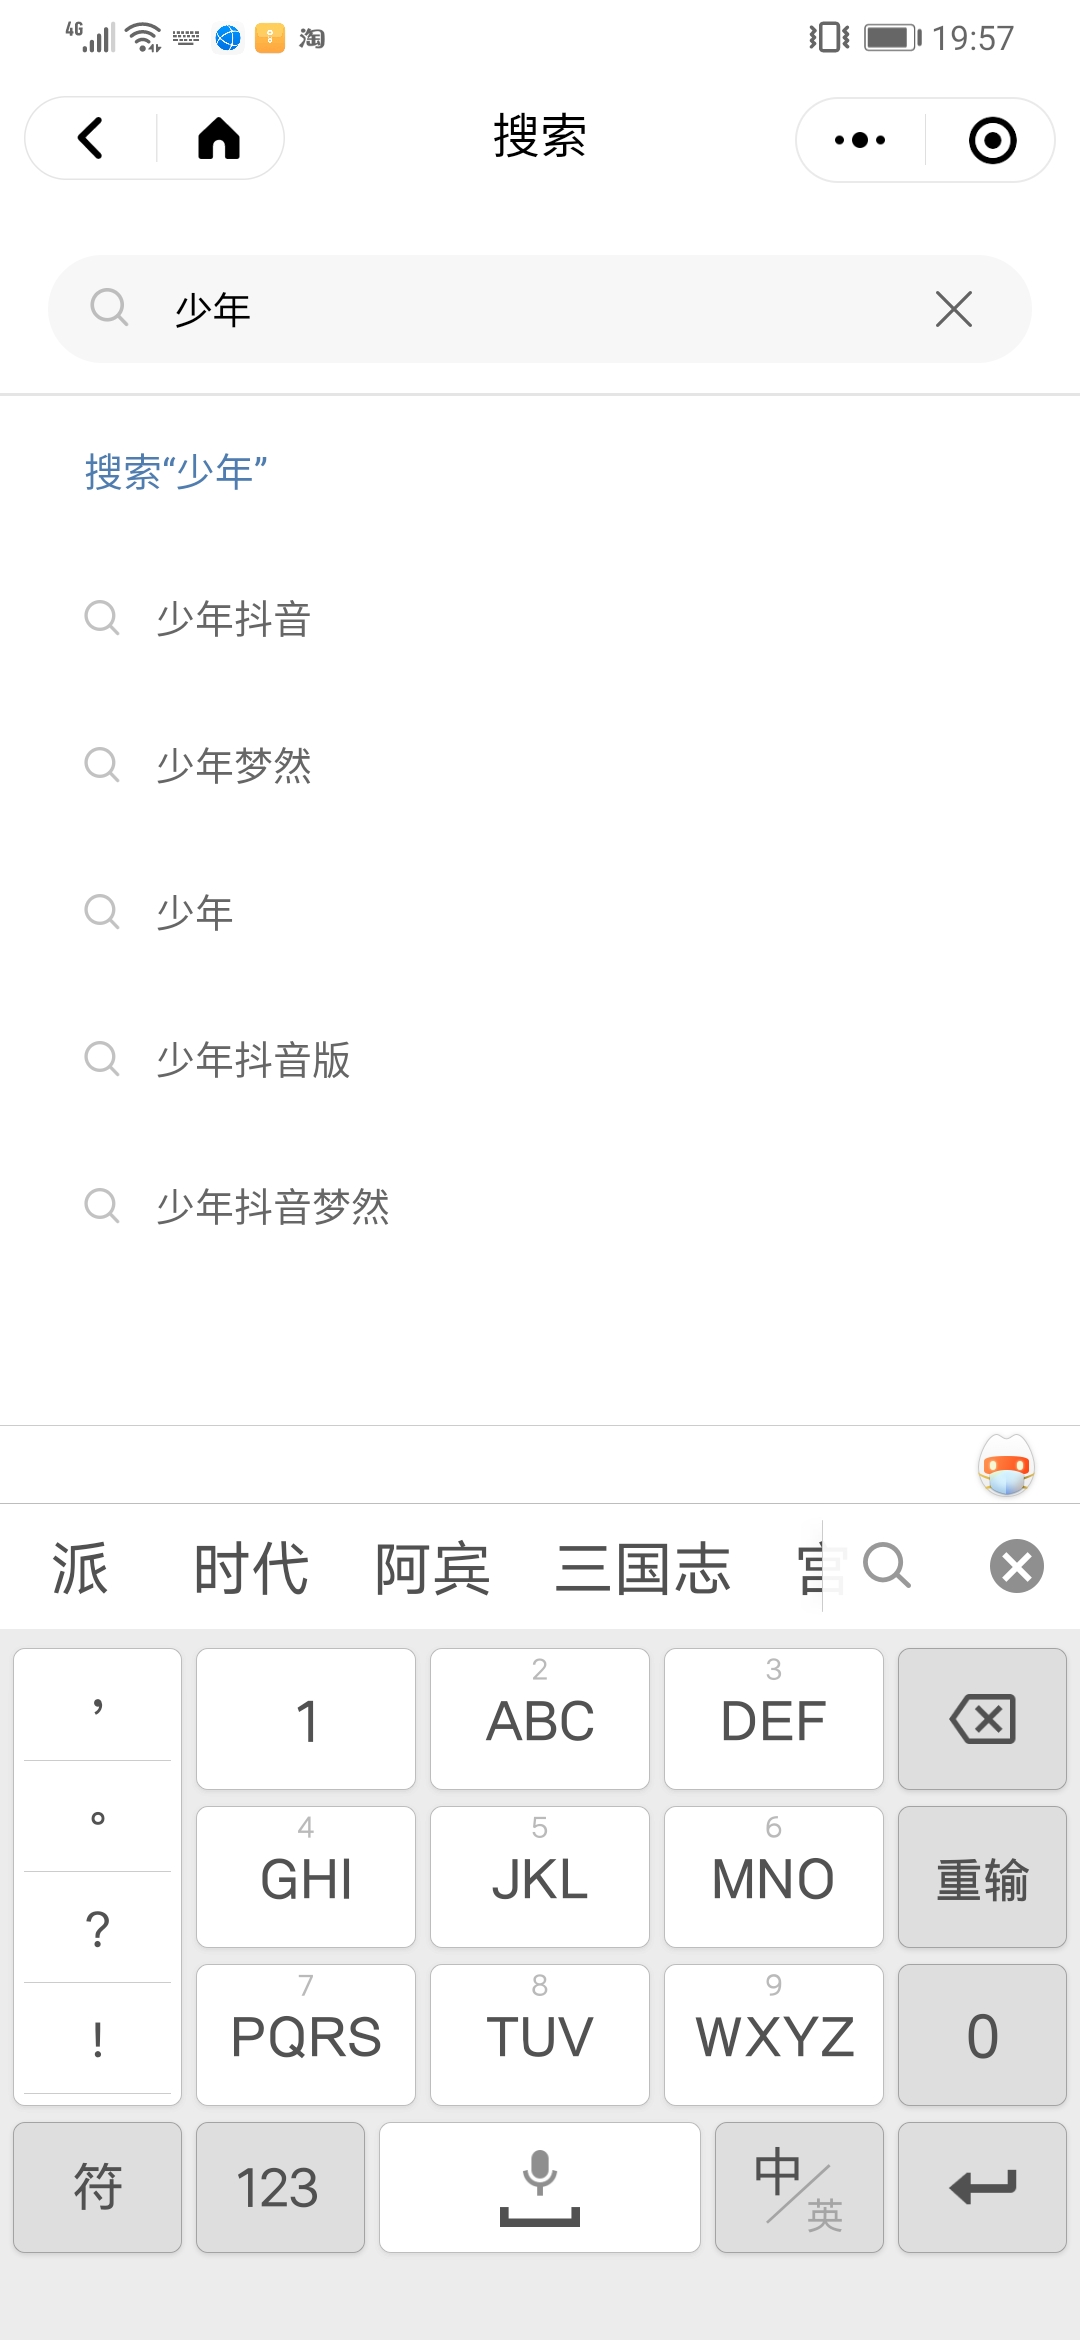 4G 淘 19:57
搜索
少年
搜索“少年”
少年抖音
少年梦然
少年
少年抖音版
少年抖音梦然
派 时代 阿宾 三国志 宫
, 1 2 ABC 3 DEF
。 4 GHI 5 JKL 6 MNO 重输
?
! 7 PQRS 8 TUV 9 WXYZ 0
符 123 中/英